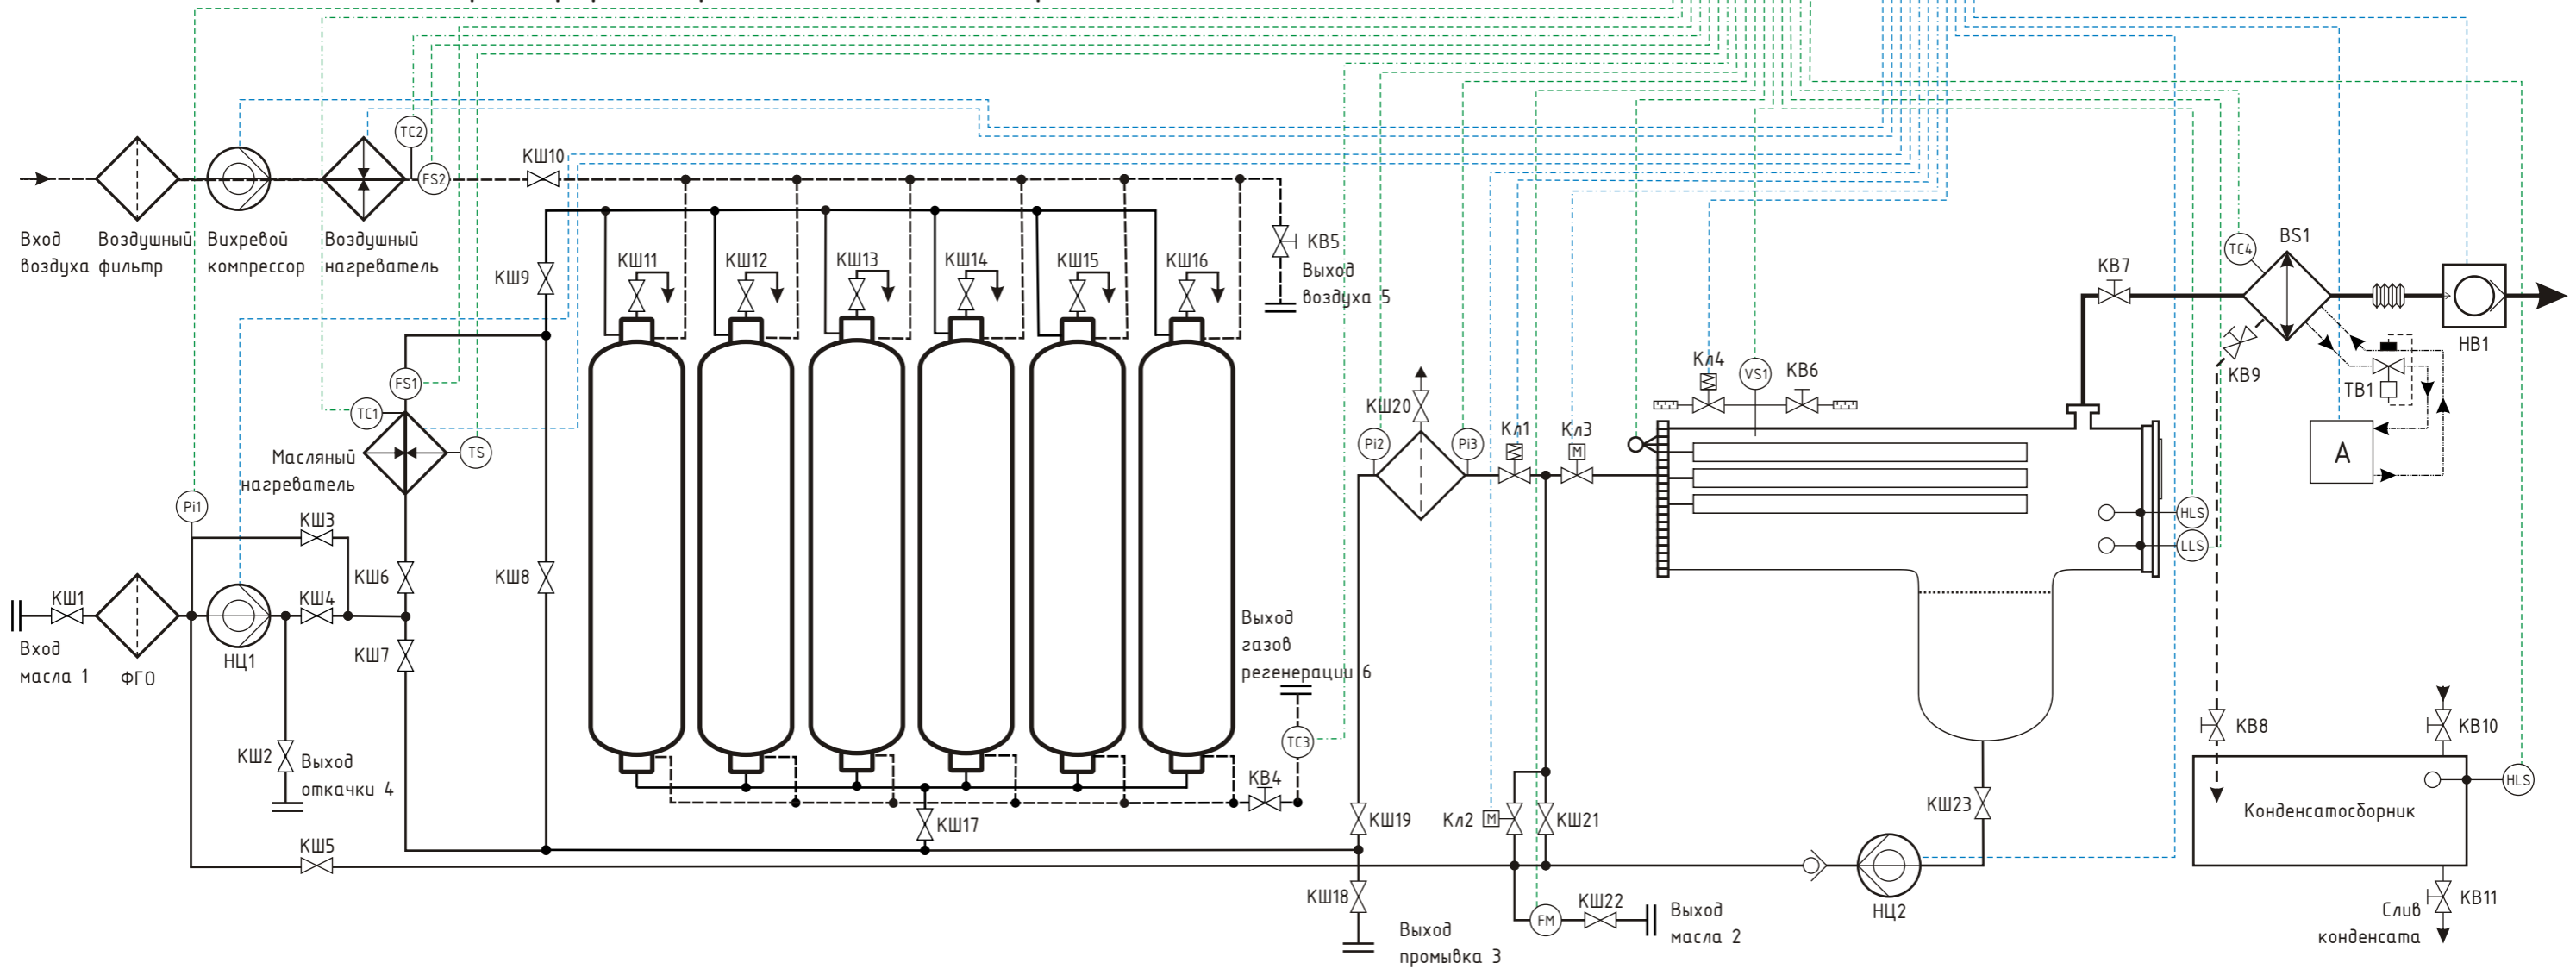 TC2
FS2
КШ10
Вход
воздуха
Воздушный
фильтр
Вихревой
компрессор
Воздушный
нагреватель
КШ9
КШ11
КШ12
КШ13
КШ14
КШ15
КШ16
КВ5
Выход
воздуха 5
TC4
BS1
КВ7
НВ1
КВ9
ТВ1
A
FS1
TC1
TS
Масляный
нагреватель
Pi1
КШ3
КШ6
КШ8
КШ1
КШ4
КШ7
Вход
масла 1
ФГО
НЦ1
КШ2
Выход
откачки 4
КШ5
Выход
газов
регенерации 6
TC3
КВ4
КШ17
КШ20
Pi2
Pi3
Кл1
Кл3
Кл4
VS1
КВ6
HLS
LLS
КШ19
Кл2
КШ21
КШ18
Выход
промывка 3
FM
КШ22
Выход
масла 2
КШ23
НЦ2
КВ8
КВ10
HLS
Конденсатосборник
КВ11
Слив
конденсата
M
M